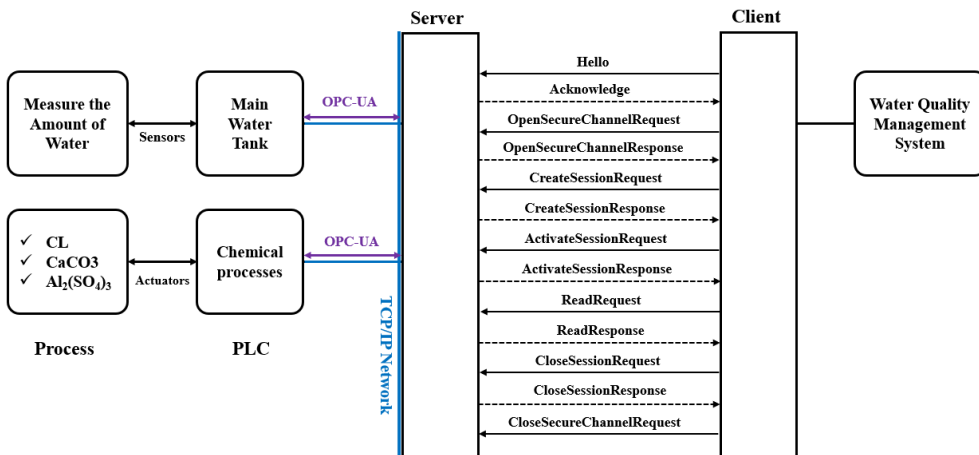 Server
Client
Measure the
Amount of
Water
Sensors
Main
Water
Tank
OPC-UA
Hello
Acknowledge
OpenSecureChannelRequest
OpenSecureChannelResponse
CreateSessionRequest
CreateSessionResponse
ActivateSessionRequest
ActivateSessionResponse
ReadRequest
ReadResponse
CloseSessionRequest
CloseSessionResponse
CloseSecureChannelRequest
Water Quality
Management
System
✓ CL
✓ CaCO3
✓ Al₂(SO₄)₃
Actuators
Chemical
processes
OPC-UA
TCP/IP Network
Process
PLC